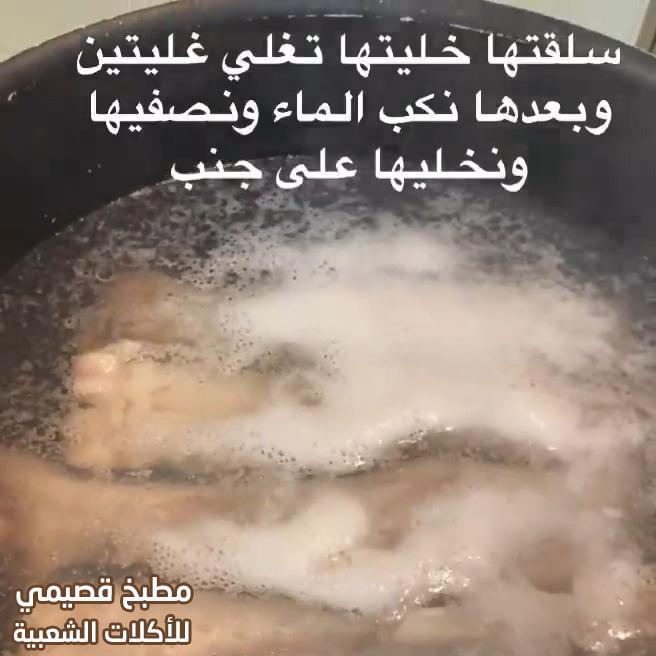 سلقتها خليتها تغلي غليتين
وبعدها نكب الماء ونصفيها
ونخليها على جنب
مطبخ قصيمي
للأكلات الشعبية